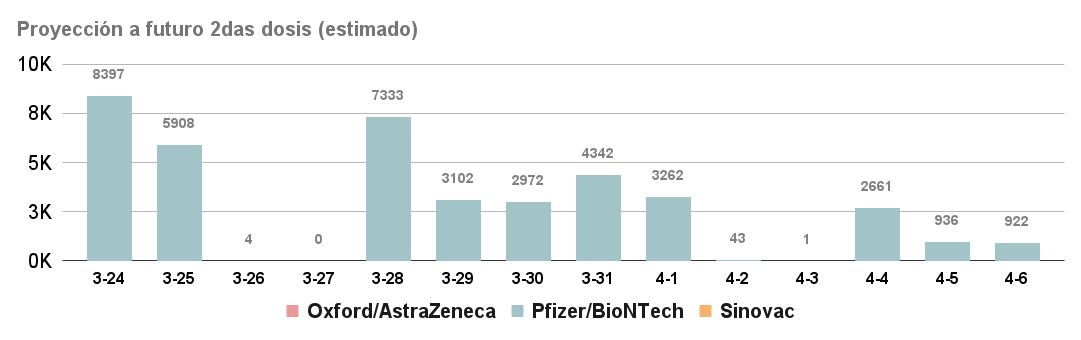 Proyección a futuro 2das dosis (estimado)
10K
8K
5K
3K
0K
8397
5908
4
0
7333
3102
2972
4342
3262
43
1
2661
936
922
3-24 3-25 3-26 3-27 3-28 3-29 3-30 3-31 4-1 4-2 4-3 4-4 4-5 4-6
Oxford/AstraZeneca Pfizer/BioNTech Sinovac